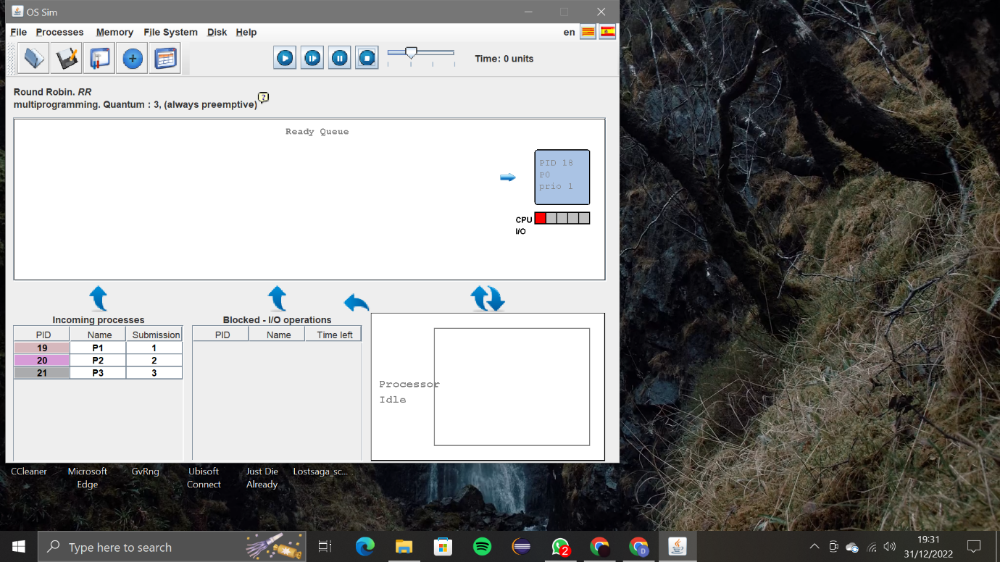 OS Sim
File Processes Memory File System Disk Help
en
Time: 0 units
Round Robin. RR
multiprogramming. Quantum : 3, (always preemptive)
?
Ready Queue
PID 18
P0
prio 1
CPU
I/O
Incoming processes
PID Name Submission
19 P1 1
20 P2 2
21 P3 3
Blocked - I/O operations
PID Name Time left
Processor
Idle
CCleaner
Microsoft
Edge
GvRng
Ubisoft
Connect
Just Die
Already
Lostsaga_sc...
Type here to search
2
D
19:31
31/12/2022